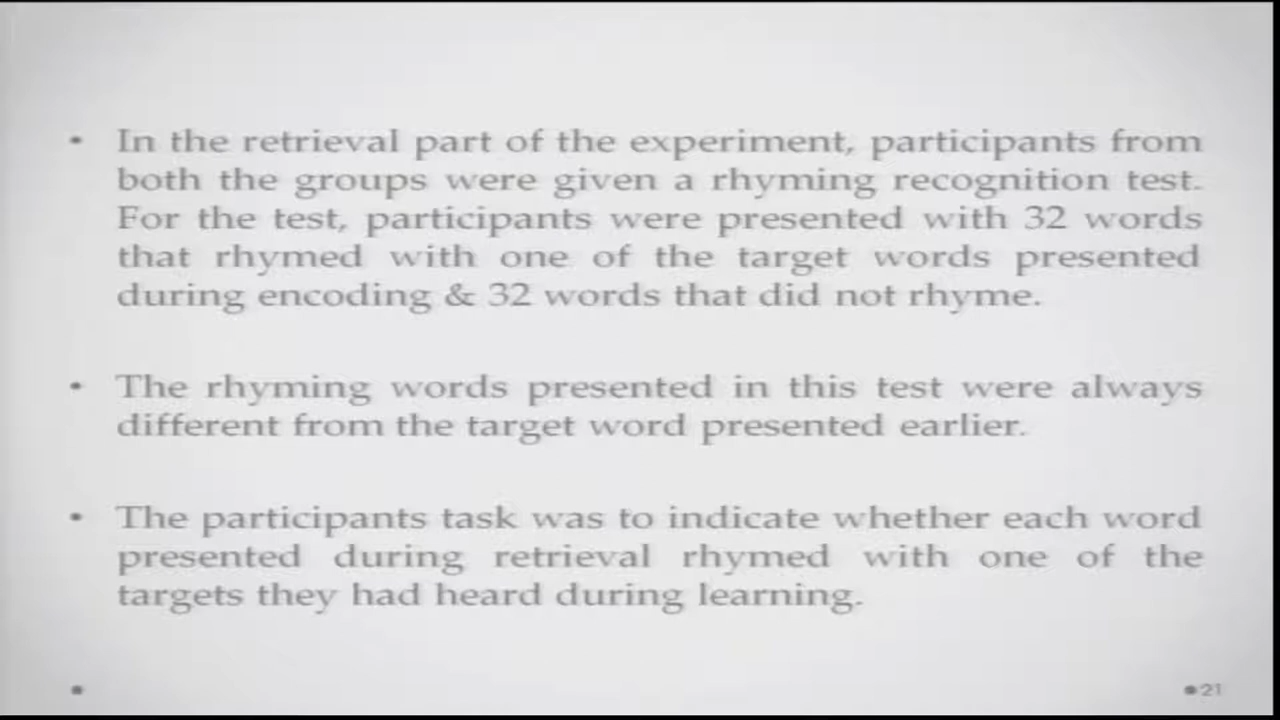 • In the retrieval part of the experiment, participants from
both the groups were given a rhyming recognition test.
For the test, participants were presented with 32 words
that rhymed with one of the target words presented
during encoding & 32 words that did not rhyme.
• The rhyming words presented in this test were always
different from the target word presented earlier.
• The participants task was to indicate whether each word
presented during retrieval rhymed with one of the
targets they had heard during learning.
• 21